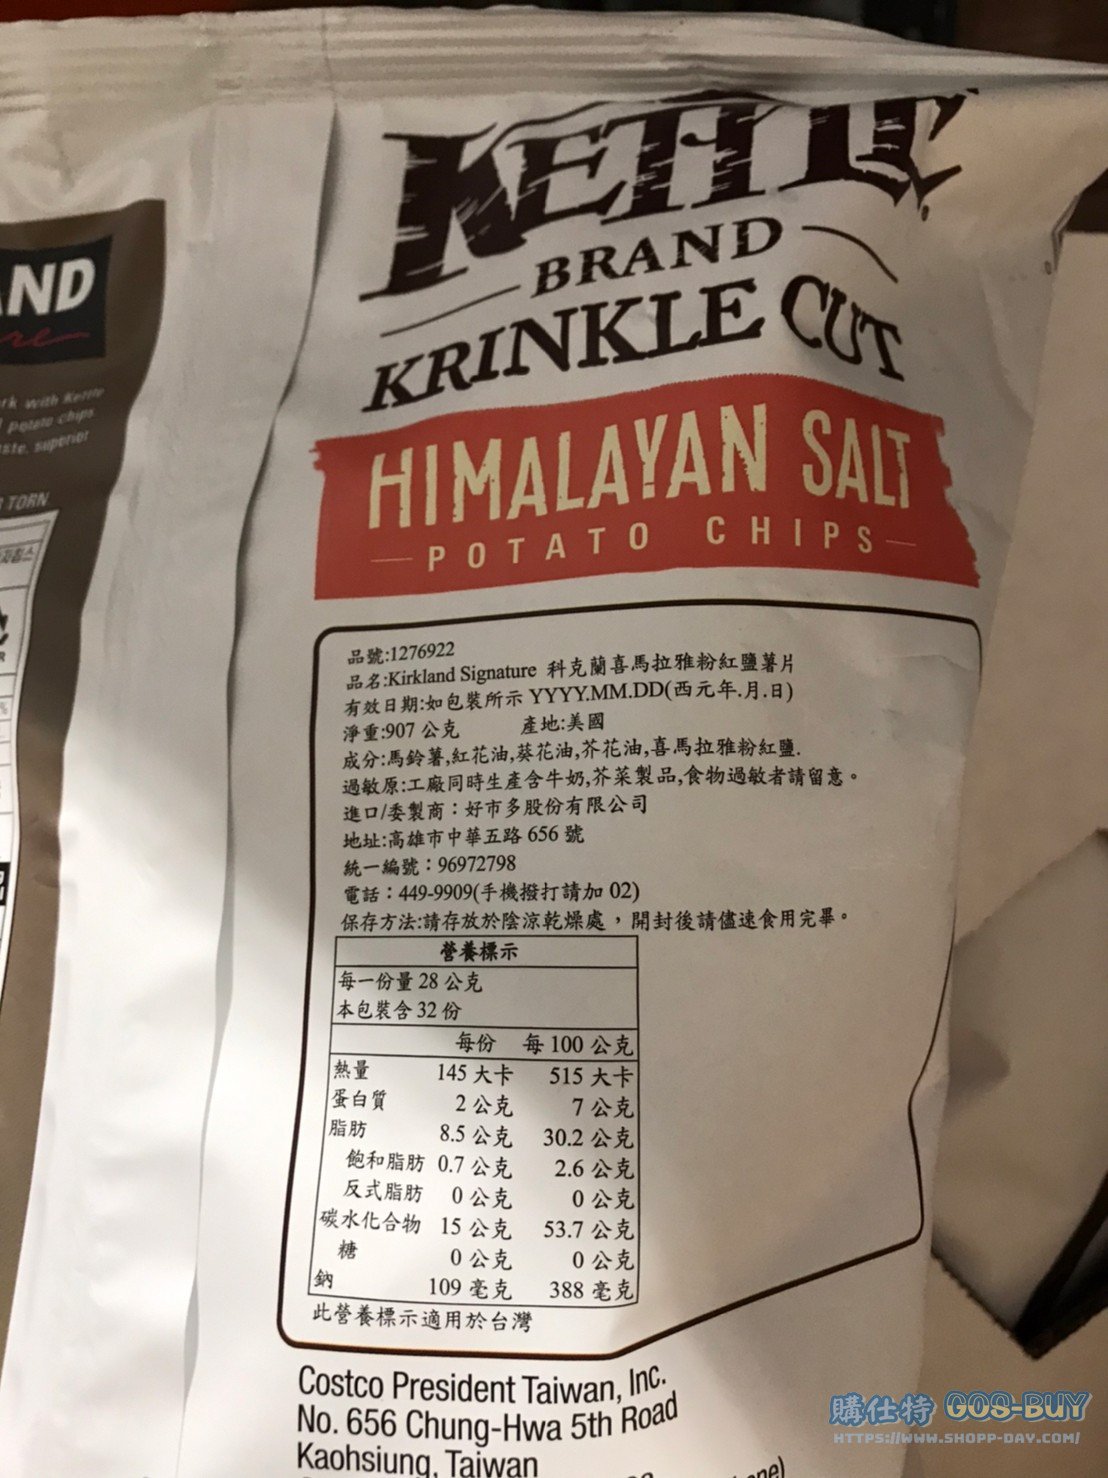 KETTLE
BRAND
KRINKLE CUT
HIMALAYAN SALT
POTATO CHIPS
品號:1276922
品名:Kirkland Signature 科克蘭喜馬拉雅粉紅鹽薯片
有效日期:如包裝所示 YYYY.MM.DD(西元年.月.日)
淨重:907 公克 產地:美國
成分:馬鈴薯,紅花油,葵花油,芥花油,喜馬拉雅粉紅鹽.
過敏原:工廠同時生產含牛奶,芥菜製品,食物過敏者請留意。
進口/委製商：好市多股份有限公司
地址:高雄市中華五路 656 號
統一編號：96972798
電話：449-9909(手機撥打請加 02)
保存方法:請存放於陰涼乾燥處，開封後請儘速食用完畢。
營養標示
每一份量 28 公克
本包裝含 32 份
每份 每 100 公克
熱量 145 大卡 515 大卡
蛋白質 2 公克 7 公克
脂肪 8.5 公克 30.2 公克
飽和脂肪 0.7 公克 2.6 公克
反式脂肪 0 公克 0 公克
碳水化合物 15 公克 53.7 公克
糖 0 公克 0 公克
鈉 109 毫克 388 毫克
此營養標示適用於台灣
Costco President Taiwan, Inc.
No. 656 Chung-Hwa 5th Road
Kaohsiung, Taiwan
AND
with Kettle
potato chips
superior
TORN
購仕特 GOS-BUY
HTTPS://WWW.SHOPP-DAY.COM/